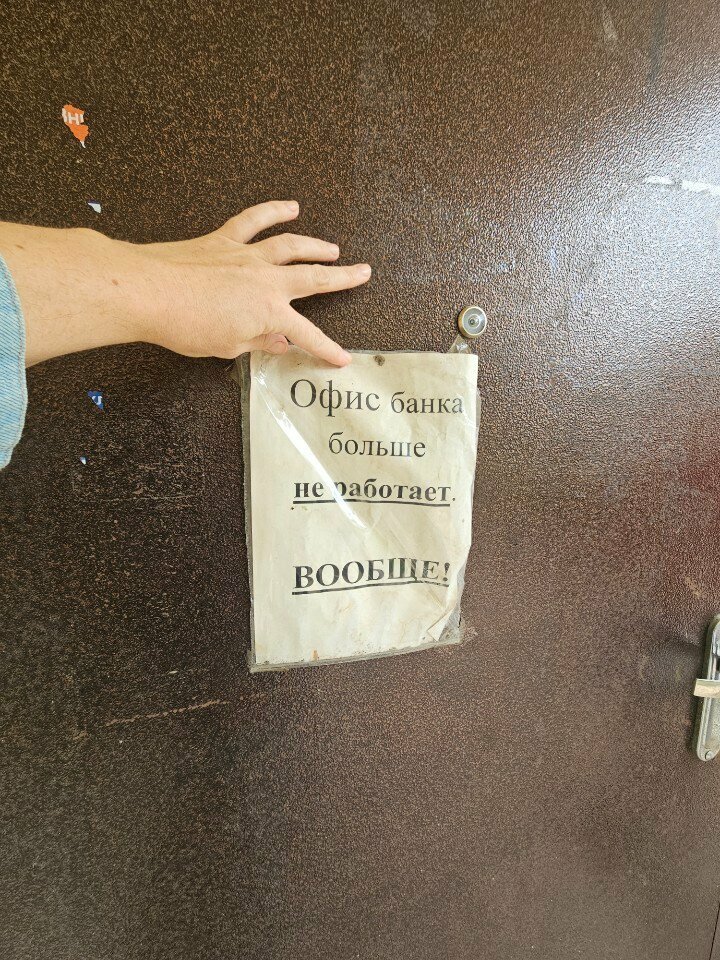 Офис банка
больше
не работает.
ВООБЩЕ!